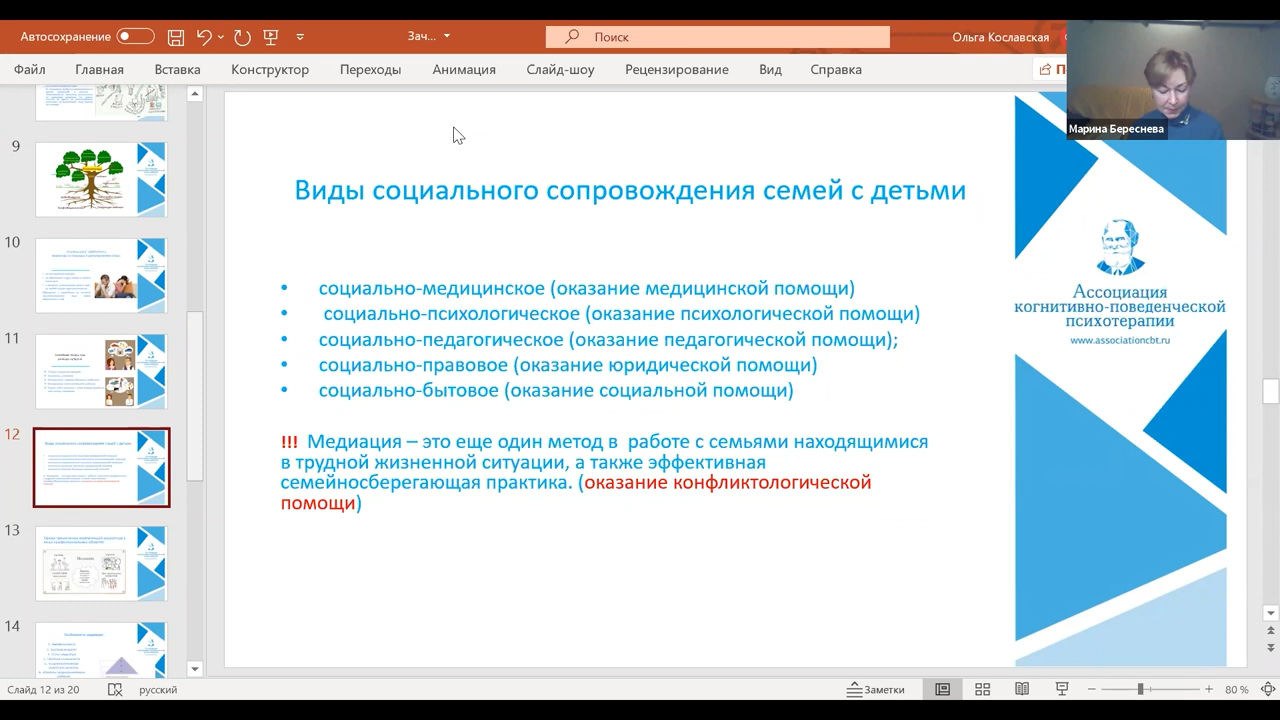 Автосохранение
Зач...
Поиск
Ольга Кославская
Файл
Главная
Вставка
Конструктор
Переходы
Анимация
Слайд-шоу
Рецензирование
Вид
Справка
Марина Береснева
9
10
11
12
13
14
Виды социального сопровождения семей с детьми
• социально-медицинское (оказание медицинской помощи)
• социально-психологическое (оказание психологической помощи)
• социально-педагогическое (оказание педагогической помощи);
• социально-правовое (оказание юридической помощи)
• социально-бытовое (оказание социальной помощи)
!!! Медиация – это еще один метод в работе с семьями находящимися
в трудной жизненной ситуации, а также эффективная
семейносберегающая практика. (оказание конфликтологической
помощи)
Ассоциация
когнитивно-поведенческой
психотерапии
www.associationcbt.ru
Слайд 12 из 20
русский
Заметки
80 %